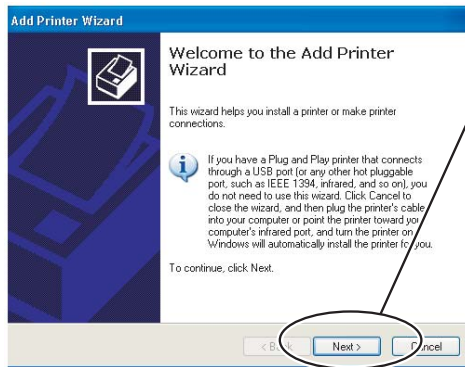 Add Printer Wizard
Welcome to the Add Printer
Wizard
This wizard helps you install a printer or make printer
connections.
If you have a Plug and Play printer that connects
through a USB port (or any other hot pluggable
port, such as IEEE 1394, infrared, and so on), you
do not need to use this wizard. Click Cancel to
close the wizard, and then plug the printer's cable
into your computer or point the printer toward your
computer's infrared port, and turn the printer on.
Windows will automatically install the printer for you.
To continue, click Next.
< Back
Next >
Cancel